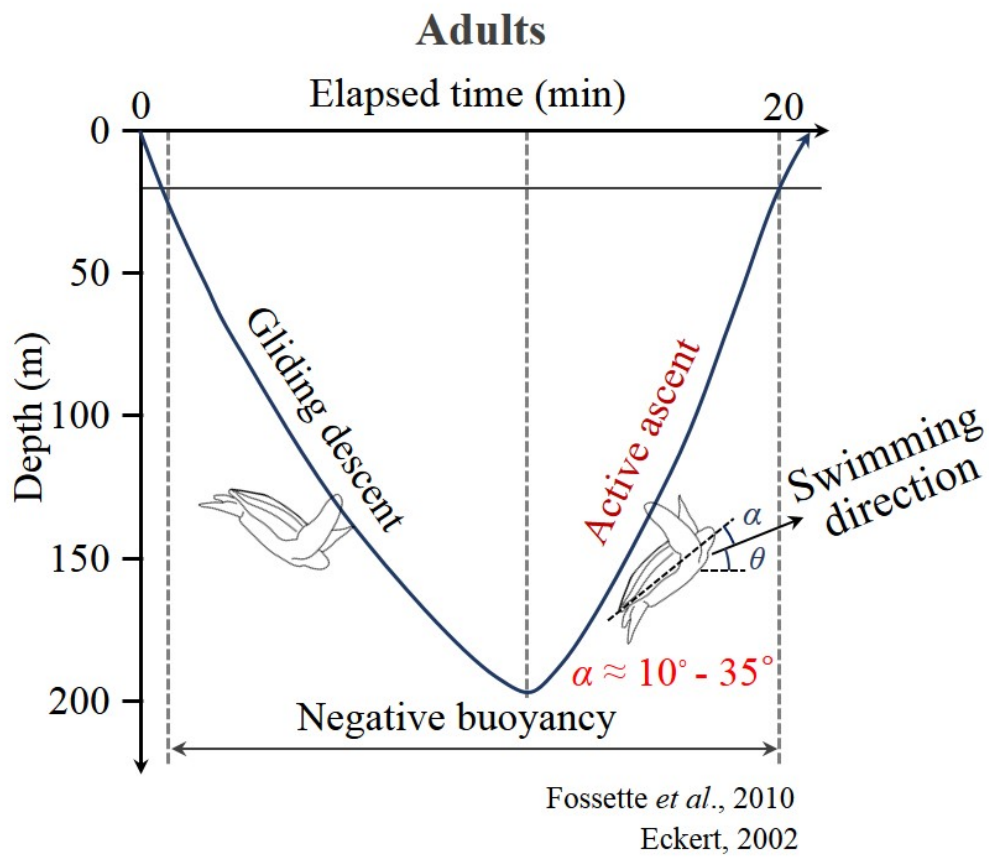 Adults
Elapsed time (min)
0
20
0
50
100
150
200
Depth (m)
Gliding descent
Active ascent
Swimming
direction
α
θ
α ≈ 10° - 35°
Negative buoyancy
Fossette et al., 2010
Eckert, 2002